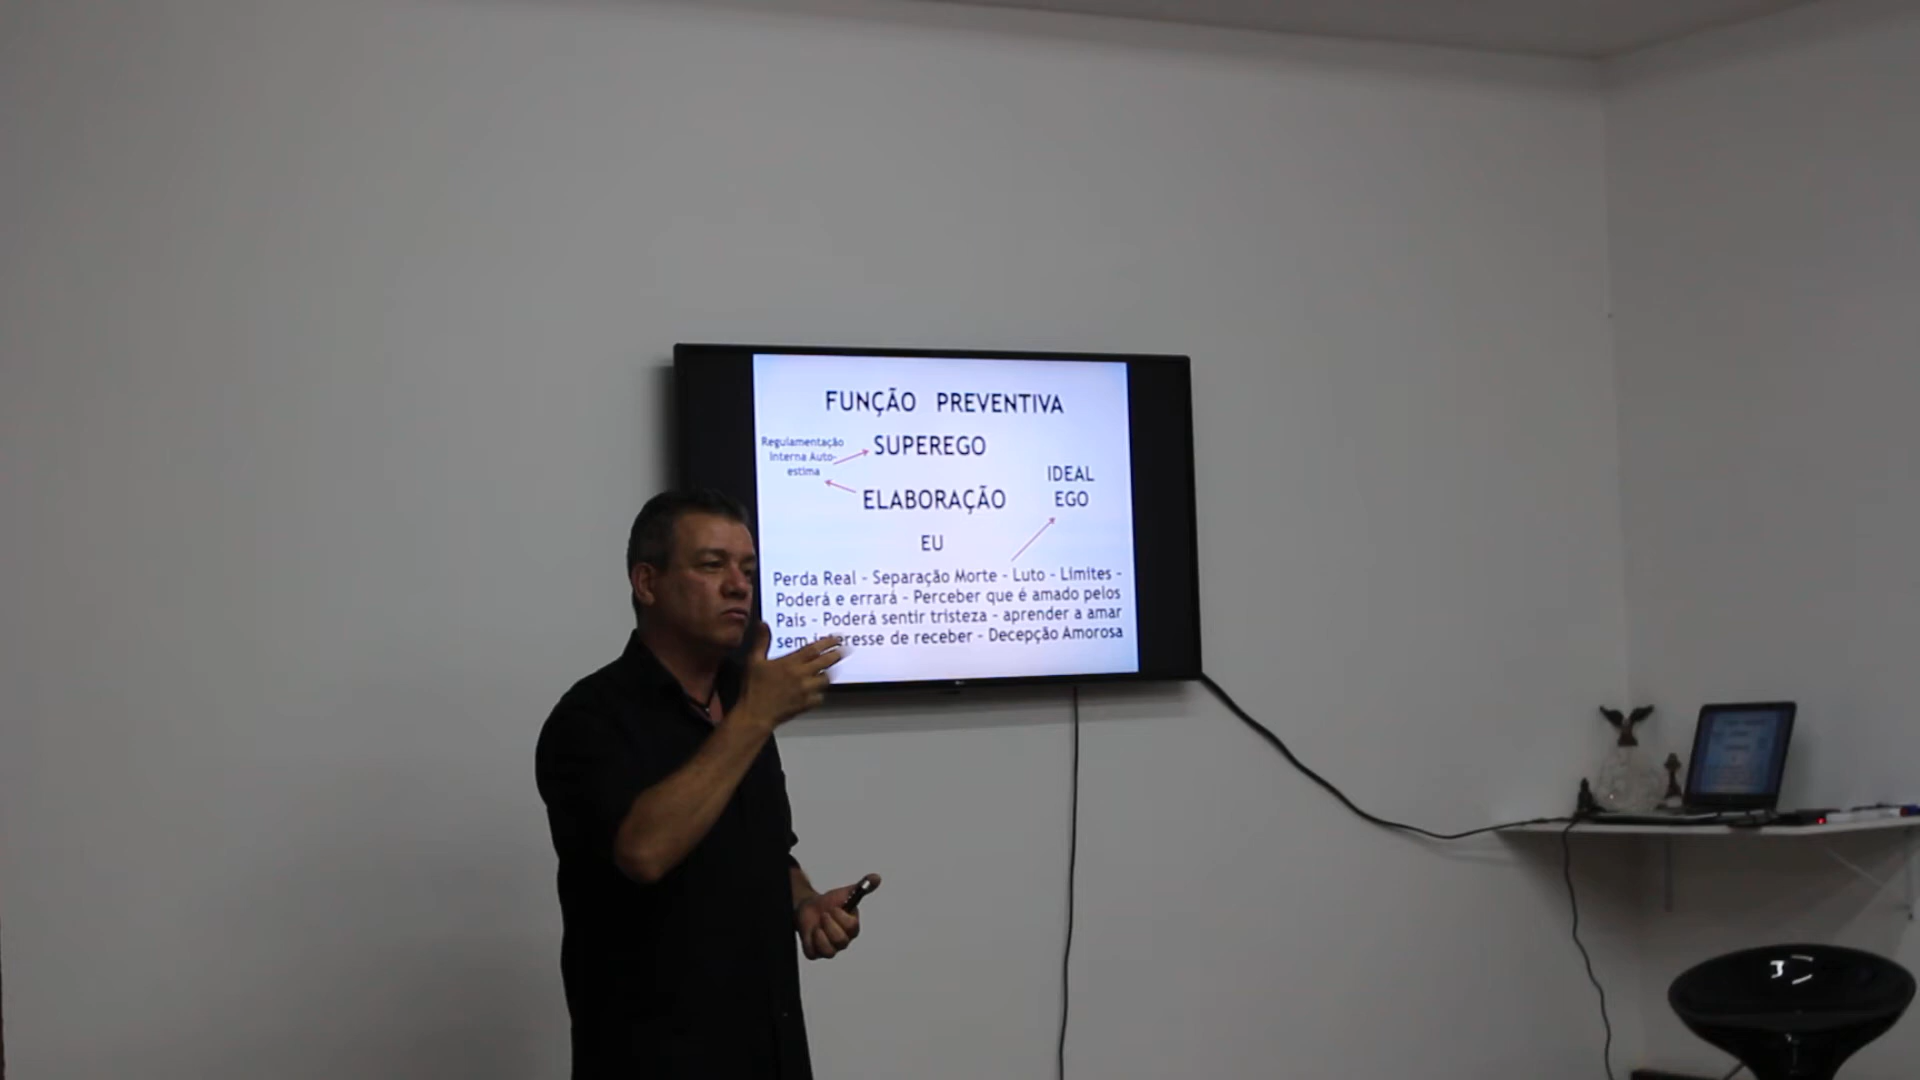 FUNÇÃO PREVENTIVA
Regulamentação
Interna Auto-
estima
SUPEREGO
IDEAL
EGO
ELABORAÇÃO
EU
Perda Real - Separação Morte - Luto - Limites -
Poderá e errará - Perceber que é amado pelos
Pais - Poderá sentir tristeza - aprender a amar
sem interesse de receber - Decepção Amorosa